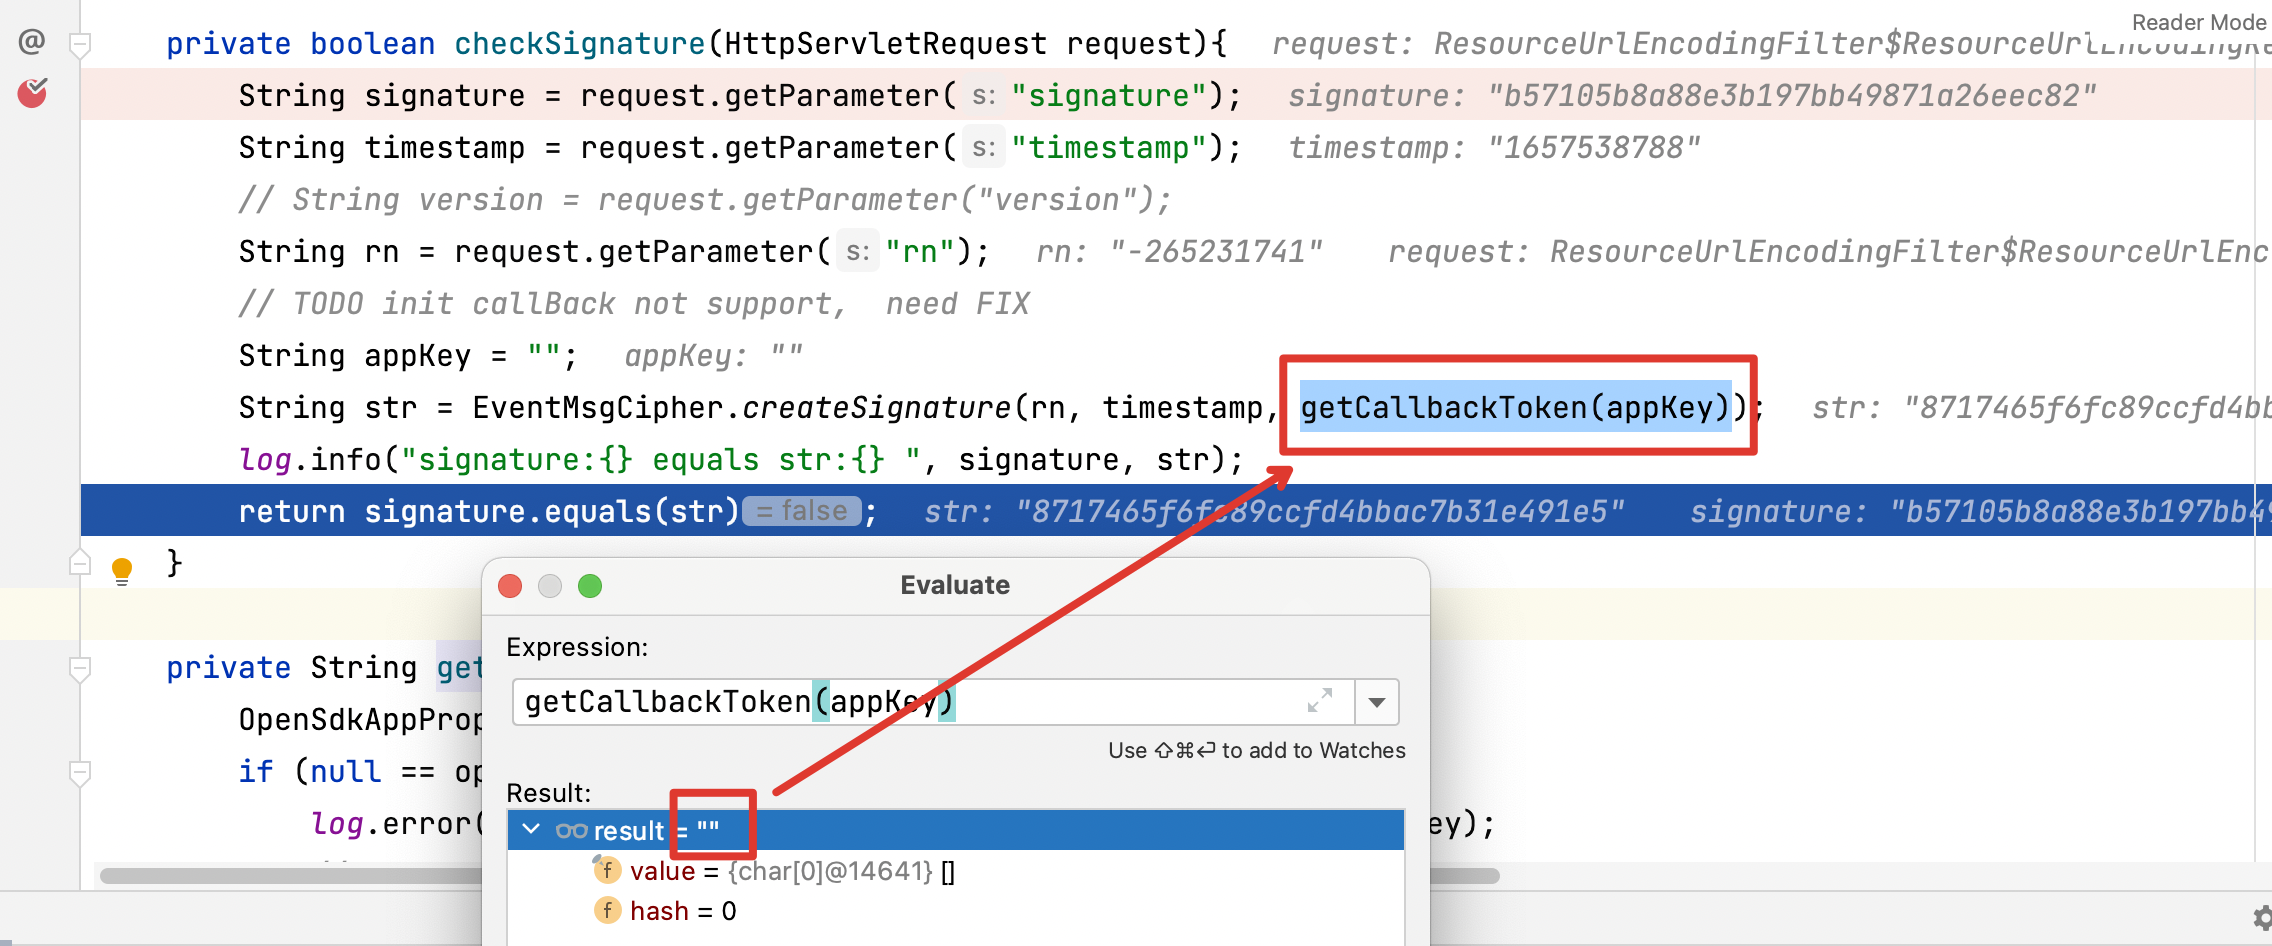 Reader Mode
@ private boolean checkSignature(HttpServletRequest request){ request: ResourceUrlEncodingFilter$ResourceUrlEncodingRe
String signature = request.getParameter( s: "signature"); signature: "b57105b8a88e3b197bb49871a26eec82"
String timestamp = request.getParameter( s: "timestamp"); timestamp: "1657538788"
// String version = request.getParameter("version");
String rn = request.getParameter( s: "rn"); rn: "-265231741" request: ResourceUrlEncodingFilter$ResourceUrlEnc
// TODO init callBack not support, need FIX
String appKey = ""; appKey: ""
String str = EventMsgCipher.createSignature(rn, timestamp, getCallbackToken(appKey)); str: "8717465f6fc89ccfd4bb
log.info("signature:{} equals str:{} ", signature, str);
return signature.equals(str) = false ; str: "8717465f6fc89ccfd4bbac7b31e491e5" signature: "b57105b8a88e3b197bb49
}
Evaluate
Expression:
private String get
getCallbackToken(appKey)
OpenSdkAppProp
Use ⇧⌘⏎ to add to Watches
if (null == op
Result:
log.error( ey);
result = ""
value = {char[0]@14641} []
hash = 0